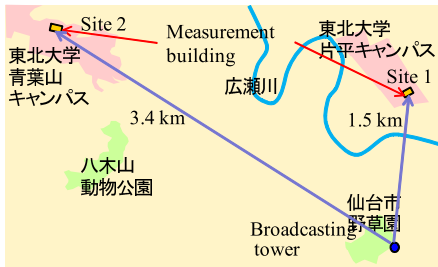 Site 2
Measurement
building
東北大学
片平キャンパス
Site 1
東北大学
青葉山
キャンパス
広瀬川
3.4 km
1.5 km
八木山
動物公園
仙台市
野草園
Broadcasting
tower